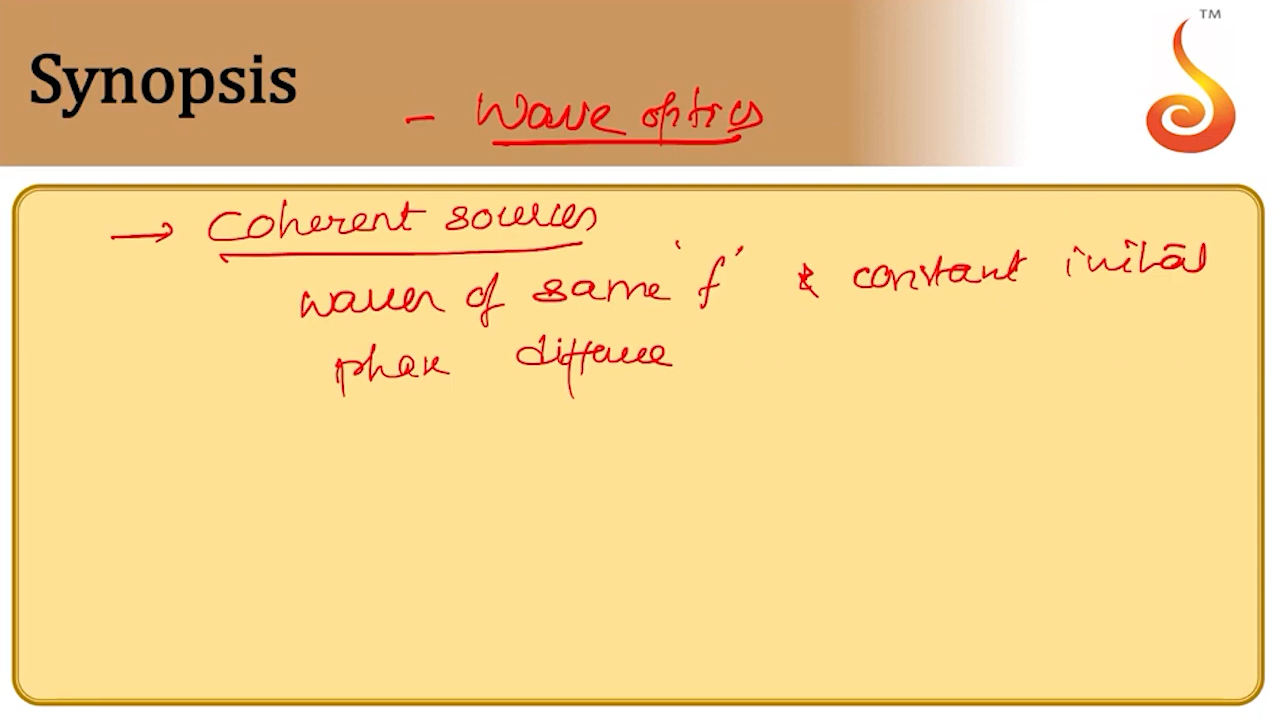 TM
Synopsis
- Wave optics
→ Coherent sources
waves of same 'f' & constant initial
phase difference